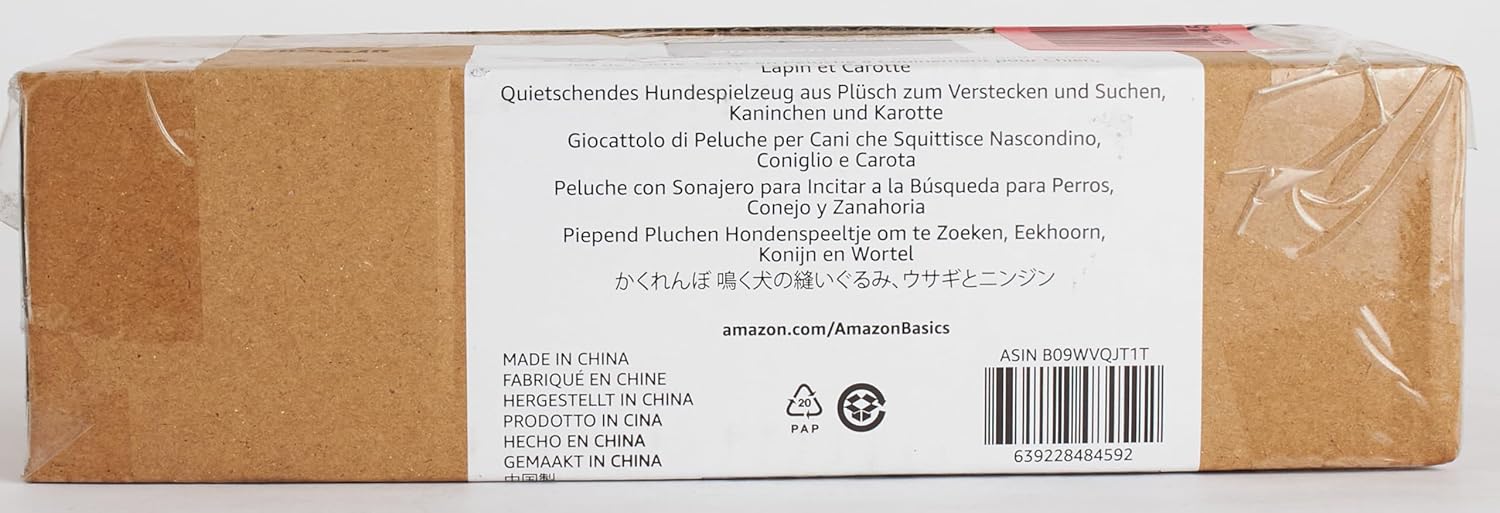 Lapin et Carotte
Quietschendes Hundespielzeug aus Plüsch zum Verstecken und Suchen,
Kaninchen und Karotte
Giocattolo di Peluche per Cani che Squittisce Nascondino,
Coniglio e Carota
Peluche con Sonajero para Incitar a la Búsqueda para Perros,
Conejo y Zanahoria
Piepend Pluchen Hondenspeeltje om te Zoeken, Eekhoorn,
Konijn en Wortel
かくれんぼ 鳴く犬の縫いぐるみ、ウサギとニンジン
amazon.com/AmazonBasics
MADE IN CHINA
FABRIQUÉ EN CHINE
HERGESTELLT IN CHINA
PRODOTTO IN CINA
HECHO EN CHINA
GEMAAKT IN CHINA
中国製
20
PAP
ASIN B09WVQJT1T
639228484592